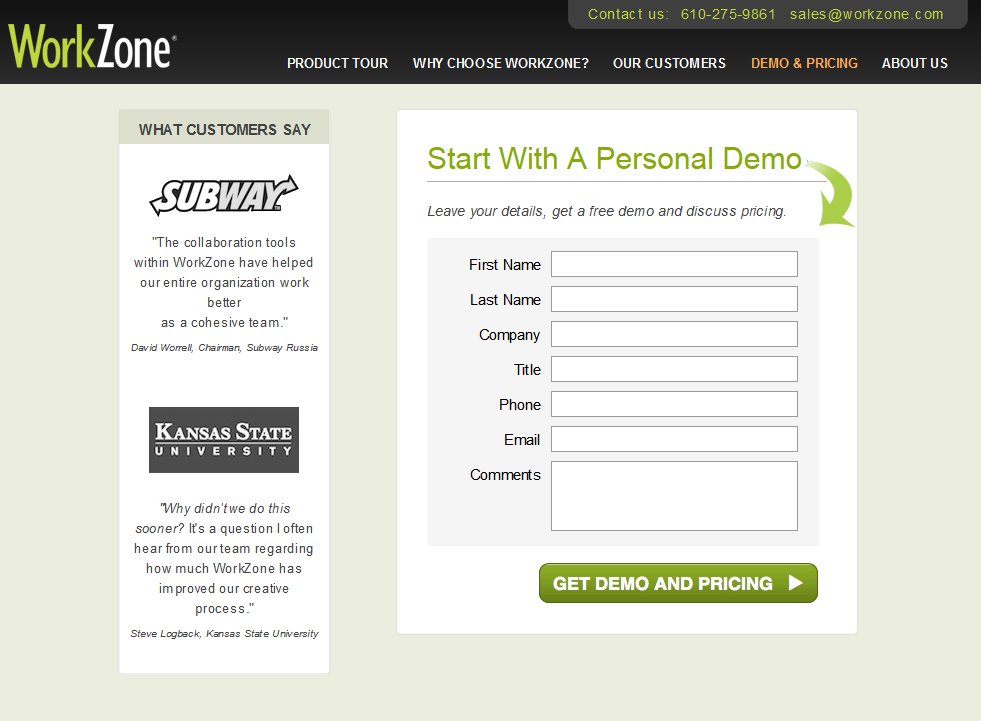 Contact us: 610-275-9861 sales@workzone.com
WorkZone®
PRODUCT TOUR WHY CHOOSE WORKZONE? OUR CUSTOMERS DEMO & PRICING ABOUT US
WHAT CUSTOMERS SAY
SUBWAY™
"The collaboration tools
within WorkZone have helped
our entire organization work
better
as a cohesive team."
David Worrell, Chairman, Subway Russia
KANSAS STATE
UNIVERSITY
"Why didn't we do this
sooner? It's a question I often
hear from our team regarding
how much WorkZone has
improved our creative
process."
Steve Logback, Kansas State University
Start With A Personal Demo
Leave your details, get a free demo and discuss pricing.
First Name
Last Name
Company
Title
Phone
Email
Comments
GET DEMO AND PRICING